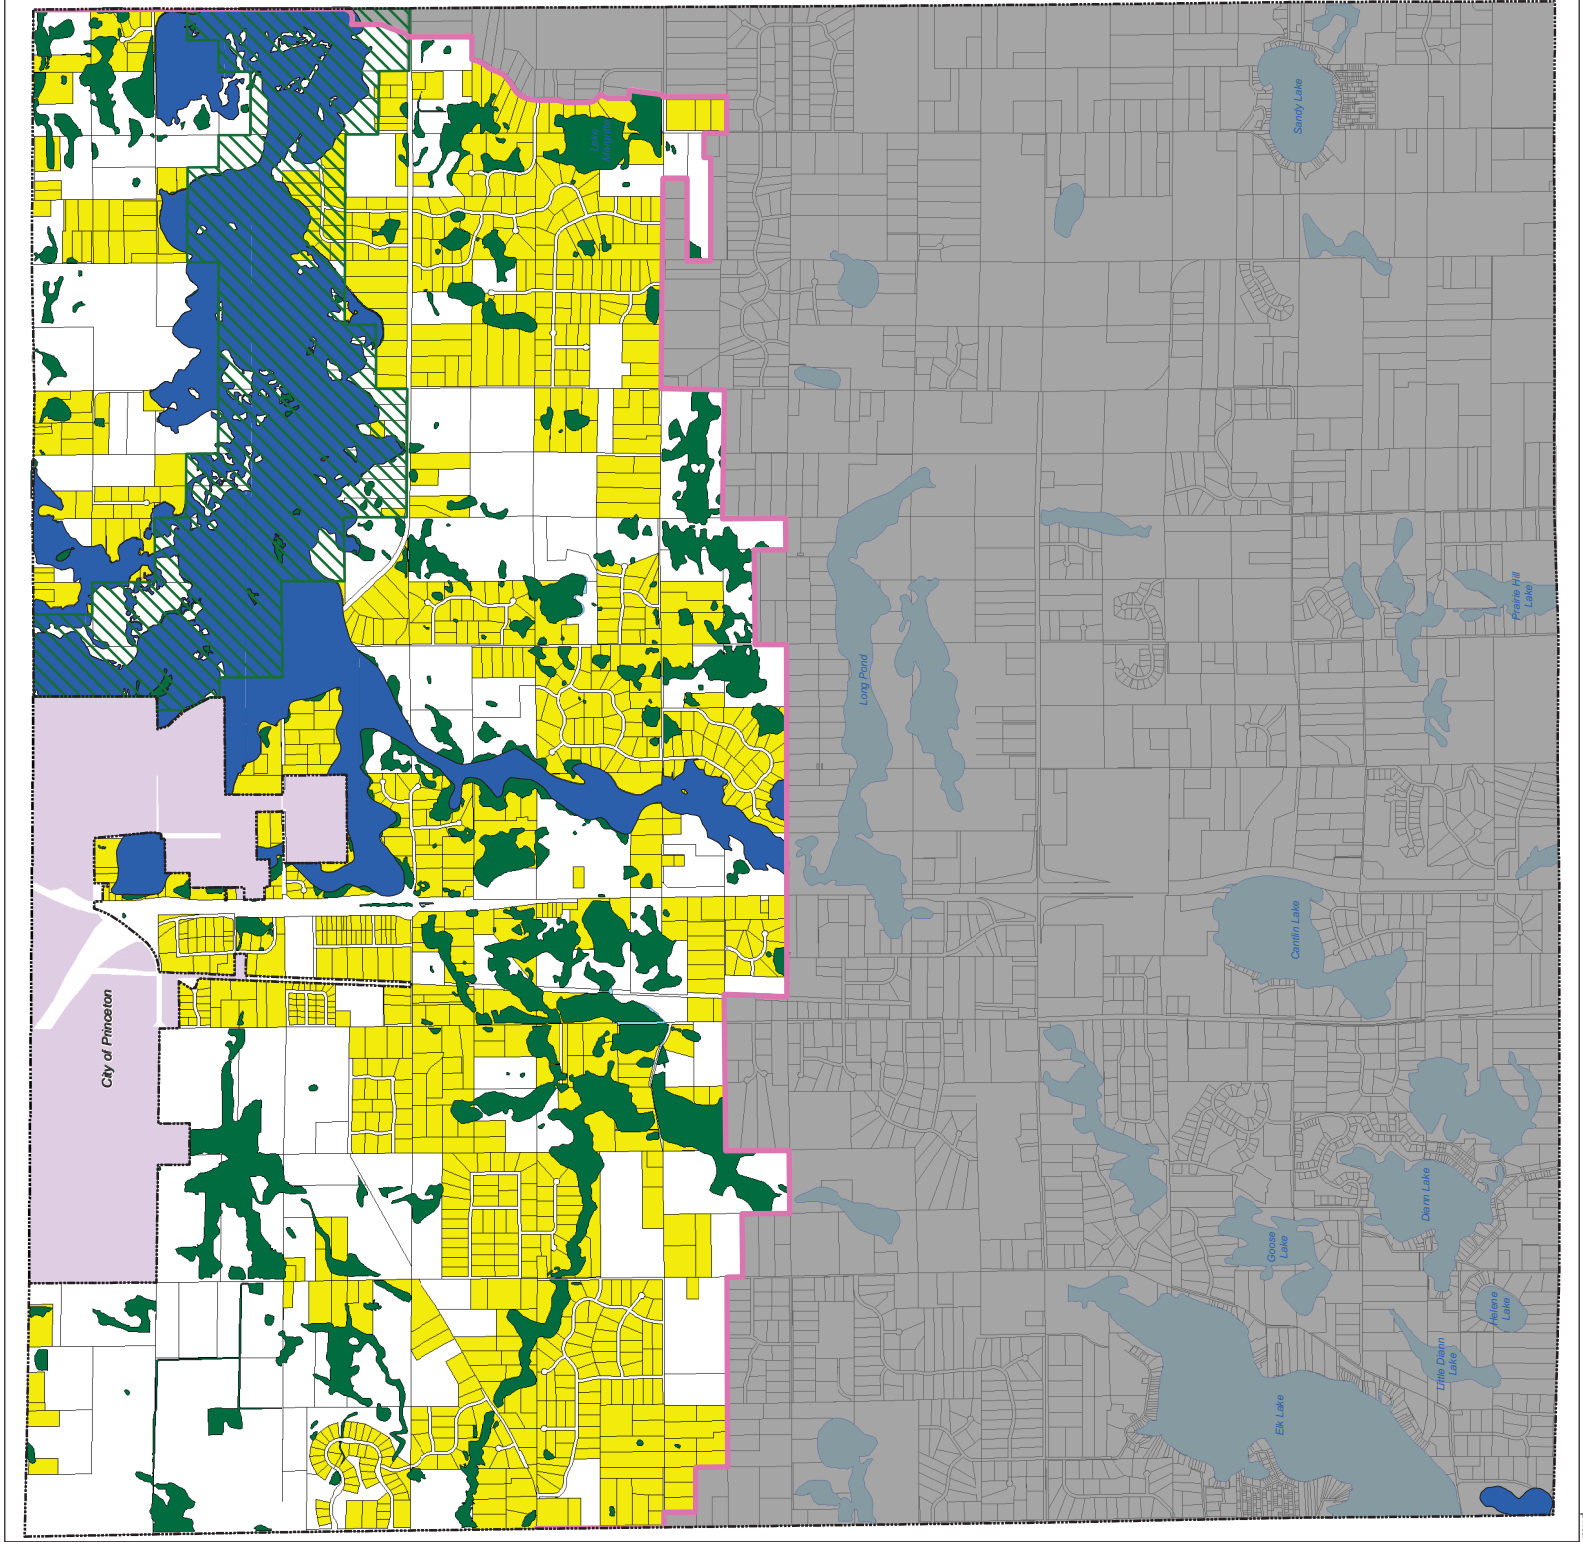 Sandy Lake
Lake
Long Pond
Prairie Hill
Lake
City of Princeton
Cantlin Lake
Diann Lake
Goose
Lake
Helene
Lake
Little Diann
Lake
Elk Lake